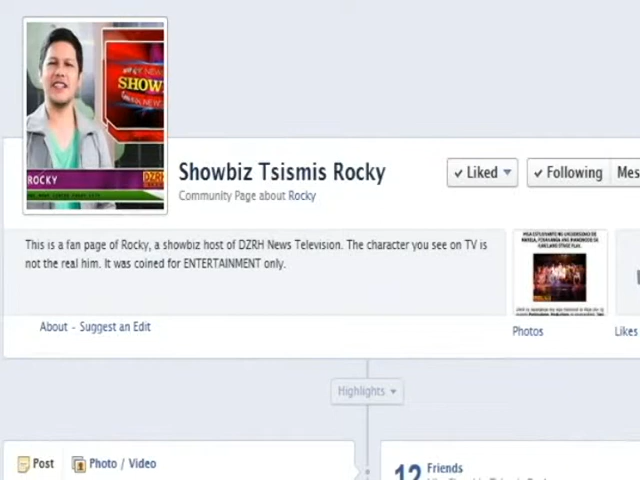 SHOW
ROCKY
DZRH
Showbiz Tsismis Rocky
Liked
Following
Community Page about Rocky
This is a fan page of Rocky, a showbiz host of DZRH News Television. The character you see on TV is
not the real him. It was coined for ENTERTAINMENT only.
About - Suggest an Edit
Photos
Likes
Highlights
Post
Photo / Video
12
Friends